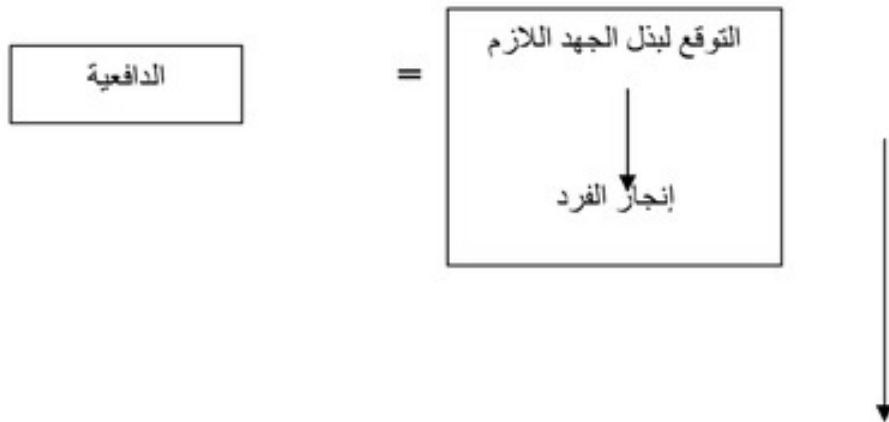 التوقع لبذل الجهد اللازم
الدافعية
=
إنجاز الفرد